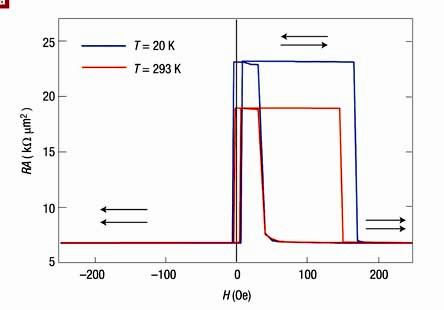 a
25
20
15
10
5
RA (kΩ μm²)
T = 20 K
T = 293 K
−200 −100 0 100 200
H (Oe)